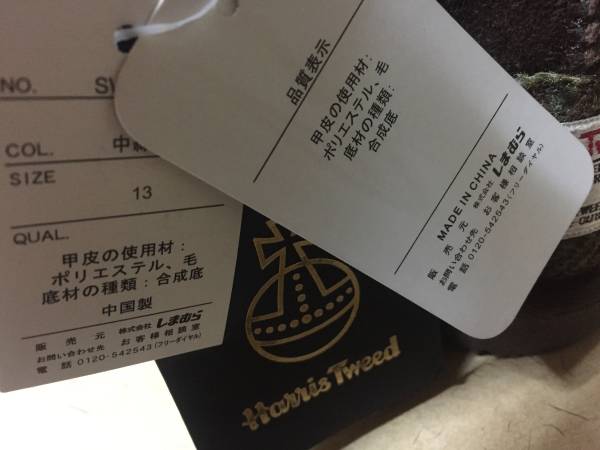 NO.
COL.
SIZE
13
QUAL.
甲皮の使用材:
ポリエステル、毛
底材の種類:合成底
中国製
販売元 株式会社 しまむら
お問い合わせ先 お客様相談室
電話 0120-542543(フリーダイヤル)
品質表示
甲皮の使用材:
ポリエステル、毛
底材の種類:
合成底
MADE IN CHINA
販売元 株式会社 しまむら
お問い合わせ先 お客様相談室
電話 0120-542543(フリーダイヤル)
Harris Tweed